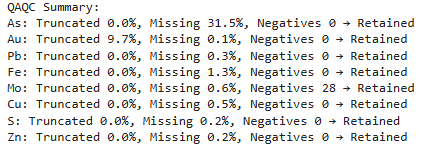 QAQC Summary:
As: Truncated 0.0%, Missing 31.5%, Negatives 0 → Retained
Au: Truncated 9.7%, Missing 0.1%, Negatives 0 → Retained
Pb: Truncated 0.0%, Missing 0.3%, Negatives 0 → Retained
Fe: Truncated 0.0%, Missing 1.3%, Negatives 0 → Retained
Mo: Truncated 0.0%, Missing 0.6%, Negatives 28 → Retained
Cu: Truncated 0.0%, Missing 0.5%, Negatives 0 → Retained
S: Truncated 0.0%, Missing 0.2%, Negatives 0 → Retained
Zn: Truncated 0.0%, Missing 0.2%, Negatives 0 → Retained